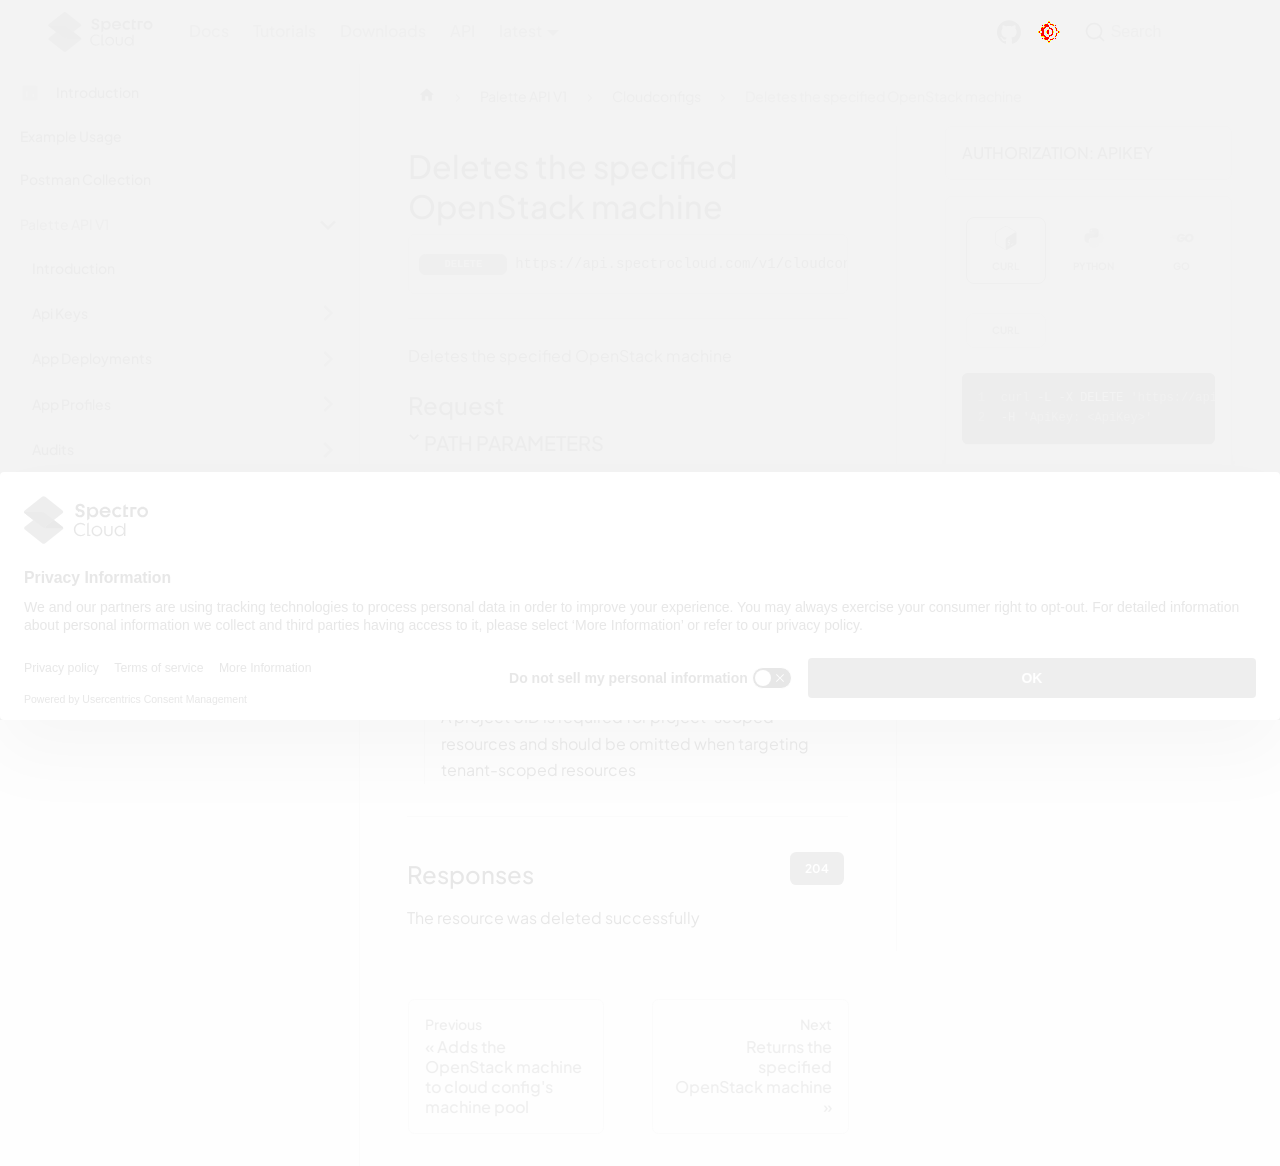 Spectro Cloud
Docs Tutorials Downloads API latest
Search
Introduction
Palette API V1 Cloudconfigs Deletes the specified OpenStack machine
Example Usage
Postman Collection
Palette API V1
Introduction
Api Keys
App Deployments
App Profiles
Audits
Deletes the specified
OpenStack machine
https://api.spectrocloud.com/v1/cloudcon
Deletes the specified OpenStack machine
Request
PATH PARAMETERS
AUTHORIZATION: APIKEY
CURL PYTHON GO
CURL
DELETE
Spectro
Cloud
Privacy Information
We and our partners are using tracking technologies to process personal data in order to improve your experience. You may always exercise your consumer right to opt-out. For detailed information
about personal information we collect and third parties having access to it, please select ‘More Information’ or refer to our privacy policy.
Privacy policy Terms of service More Information
Do not sell my personal information
OK
Powered by Usercentrics Consent Management
A project uid is required for project-scoped
resources and should be omitted when targeting
tenant-scoped resources
Responses
204
The resource was deleted successfully
Previous
« Adds the
OpenStack machine
to cloud config's
machine pool
Next
Returns the
specified
OpenStack machine
»